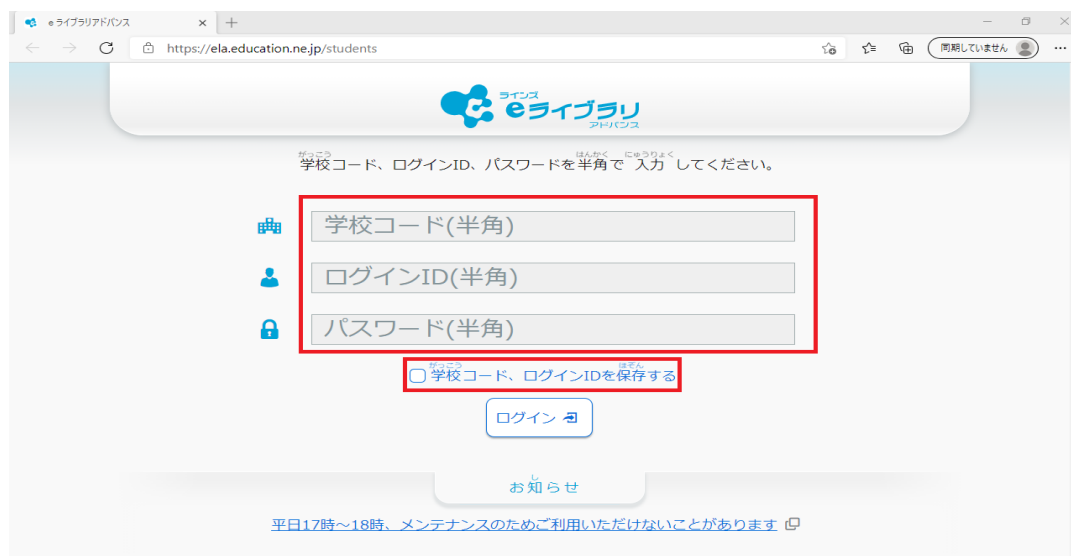 eライブラリアドバンス
https://ela.education.ne.jp/students
同期していません
ラインズ
eライブラリ
アドバンス
がっこう はんかく にゅうりょく
学校コード、ログインID、パスワードを半角で 入力 してください。
学校コード(半角)
ログインID(半角)
パスワード(半角)
がっこう ほぞん
学校コード、ログインIDを保存する
ログイン
し
お知らせ
平日17時～18時、メンテナンスのためご利用いただけないことがあります